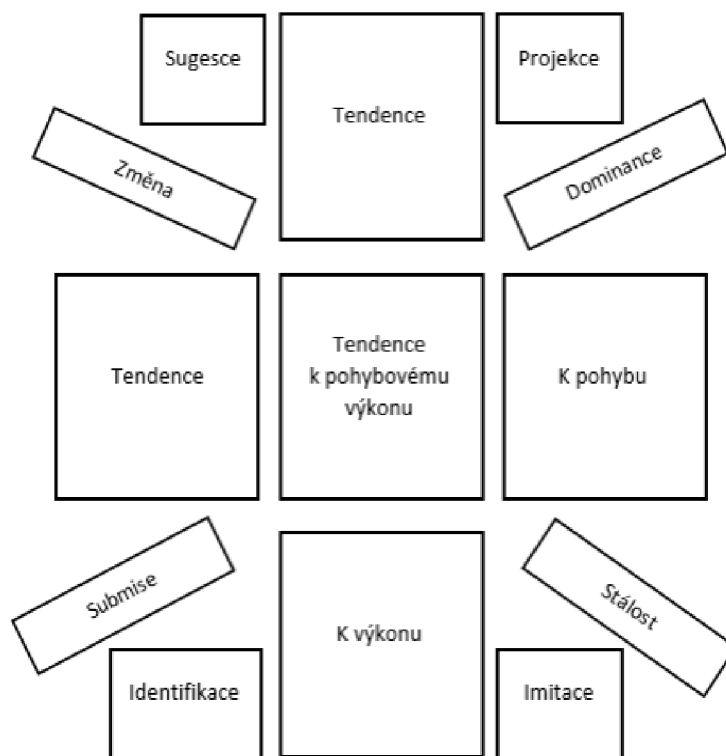 Sugesce
Tendence
Projekce
Změna
Dominance
Tendence
Tendence
k pohybovému
výkonu
K pohybu
Submise
K výkonu
Stálost
Identifikace
Imitace